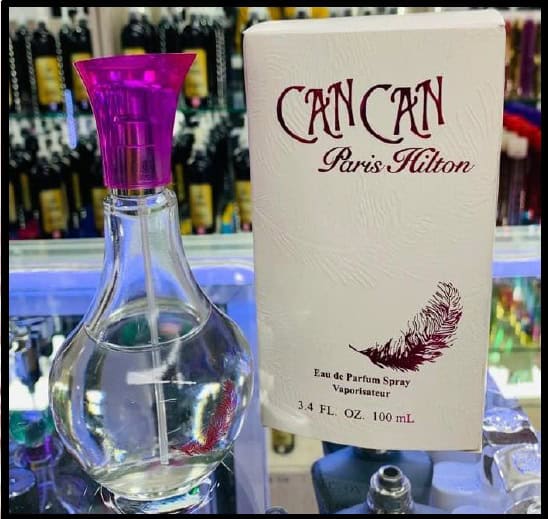 CAN CAN
Paris Hilton
Eau de Parfum Spray
Vaporisateur
3.4 FL. OZ. 100 mL